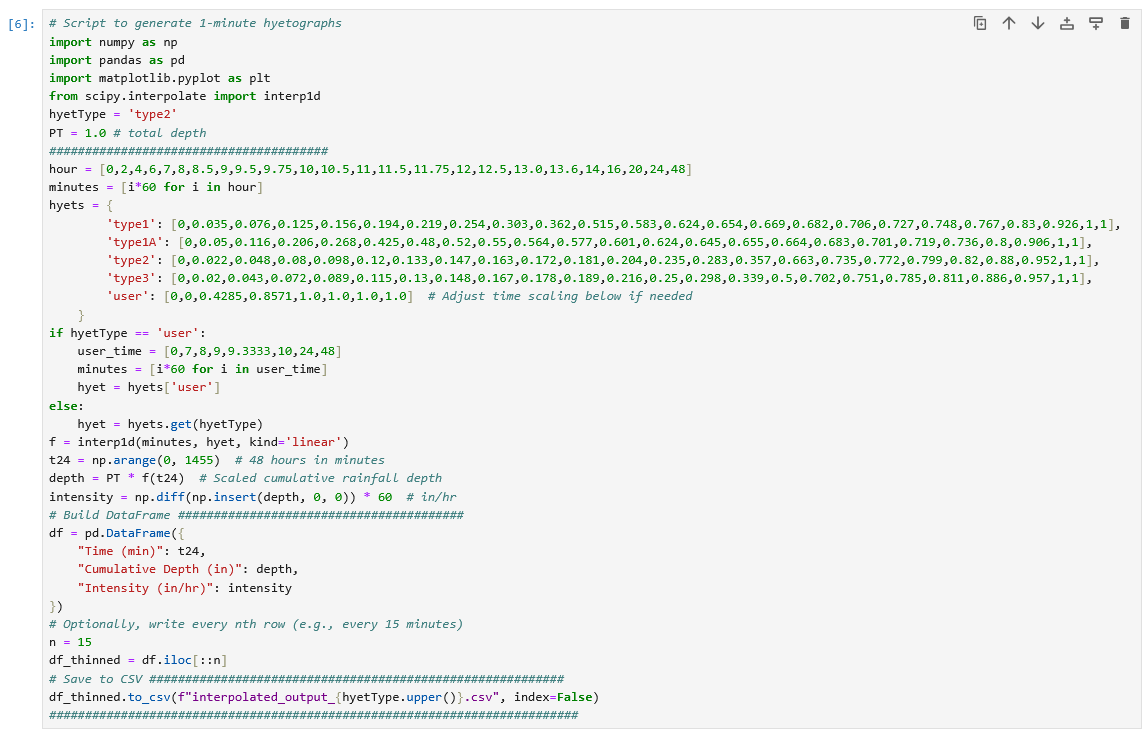 [6]: # Script to generate 1-minute hyetographs
import numpy as np
import pandas as pd
import matplotlib.pyplot as plt
from scipy.interpolate import interp1d
hyetType = 'type2'
PT = 1.0 # total depth
#######################################
hour = [0,2,4,6,7,8,8.5,9,9.5,9.75,10,10.5,11,11.5,11.75,12,12.5,13.0,13.6,14,16,20,24,48]
minutes = [i*60 for i in hour]
hyets = {
        'type1': [0,0.035,0.076,0.125,0.156,0.194,0.219,0.254,0.303,0.362,0.515,0.583,0.624,0.654,0.669,0.682,0.706,0.727,0.748,0.767,0.83,0.926,1,1],
        'type1A': [0,0.05,0.116,0.206,0.268,0.425,0.48,0.52,0.55,0.564,0.577,0.601,0.624,0.645,0.655,0.664,0.683,0.701,0.719,0.736,0.8,0.906,1,1],
        'type2': [0,0.022,0.048,0.08,0.098,0.12,0.133,0.147,0.163,0.172,0.181,0.204,0.235,0.283,0.357,0.663,0.735,0.772,0.799,0.82,0.88,0.952,1,1],
        'type3': [0,0.02,0.043,0.072,0.089,0.115,0.13,0.148,0.167,0.178,0.189,0.216,0.25,0.298,0.339,0.5,0.702,0.751,0.785,0.811,0.886,0.957,1,1],
        'user': [0,0,0.4285,0.8571,1.0,1.0,1.0,1.0]  # Adjust time scaling below if needed
    }
if hyetType == 'user':
    user_time = [0,7,8,9,9.3333,10,24,48]
    minutes = [i*60 for i in user_time]
    hyet = hyets['user']
else:
    hyet = hyets.get(hyetType)
f = interp1d(minutes, hyet, kind='linear')
t24 = np.arange(0, 1455)  # 48 hours in minutes
depth = PT * f(t24)  # Scaled cumulative rainfall depth
intensity = np.diff(np.insert(depth, 0, 0)) * 60  # in/hr
# Build DataFrame ########################################
df = pd.DataFrame({
    "Time (min)": t24,
    "Cumulative Depth (in)": depth,
    "Intensity (in/hr)": intensity
})
# Optionally, write every nth row (e.g., every 15 minutes)
n = 15
df_thinned = df.iloc[::n]
# Save to CSV ##########################################################
df_thinned.to_csv(f"interpolated_output_{hyetType.upper()}.csv", index=False)
##########################################################################